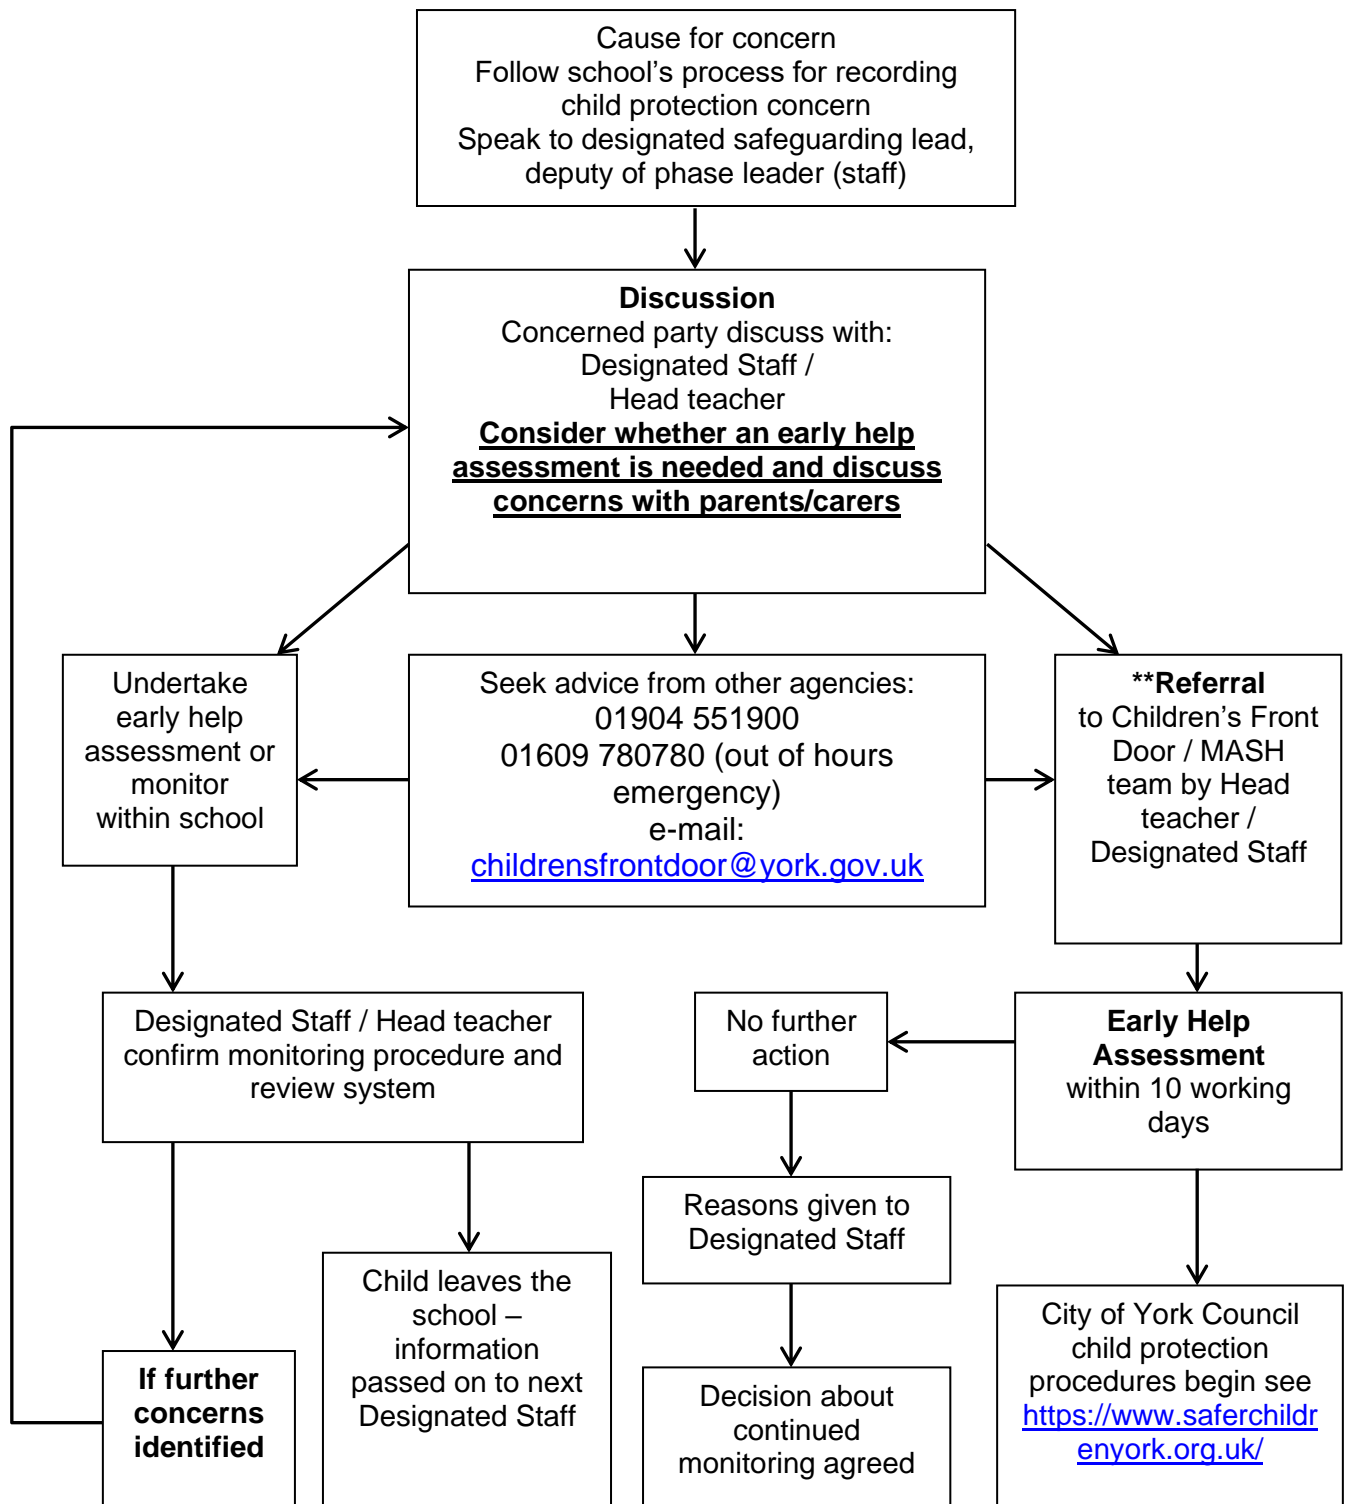 Cause for concern
Follow school’s process for recording
child protection concern
Speak to designated safeguarding lead,
deputy of phase leader (staff)
Discussion
Concerned party discuss with:
Designated Staff /
Head teacher
Consider whether an early help
assessment is needed and discuss
concerns with parents/carers
Undertake
early help
assessment or
monitor
within school
Seek advice from other agencies:
01904 551900
01609 780780 (out of hours
emergency)
e-mail:
childrensfrontdoor@york.gov.uk
**Referral
to Children’s Front
Door / MASH
team by Head
teacher /
Designated Staff
Designated Staff / Head teacher
confirm monitoring procedure and
review system
No further
action
Early Help
Assessment
within 10 working
days
Reasons given to
Designated Staff
Child leaves the
school –
information
passed on to next
Designated Staff
If further
concerns
identified
Decision about
continued
monitoring agreed
City of York Council
child protection
procedures begin see
https://www.saferchildr
enyork.org.uk/